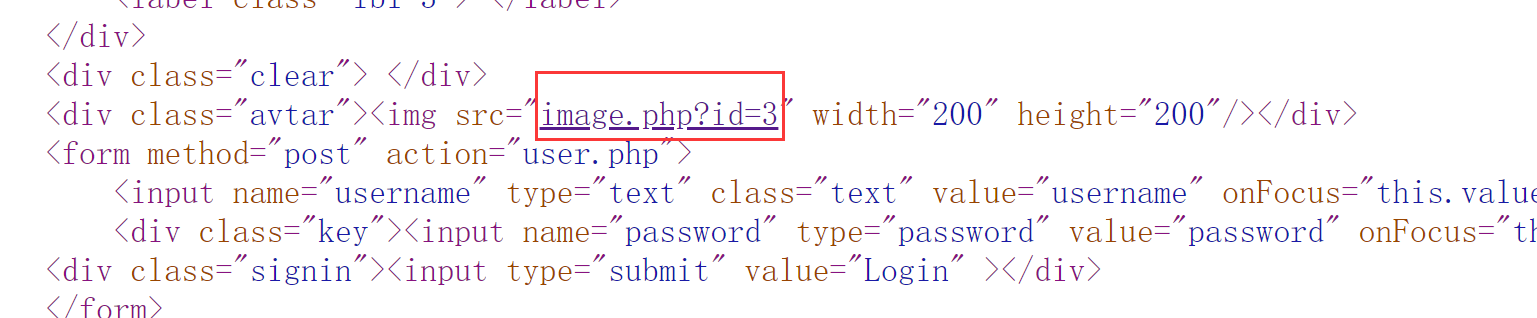 <label class="lbl-3"> </label>
</div>
<div class="clear"> </div>
<div class="avtar"><img src="image.php?id=3" width="200" height="200"/></div>
<form method="post" action="user.php">
<input name="username" type="text" class="text" value="username" onFocus="this.value
<div class="key"><input name="password" type="password" value="password" onFocus="th
<div class="signin"><input type="submit" value="Login" ></div>
</form>